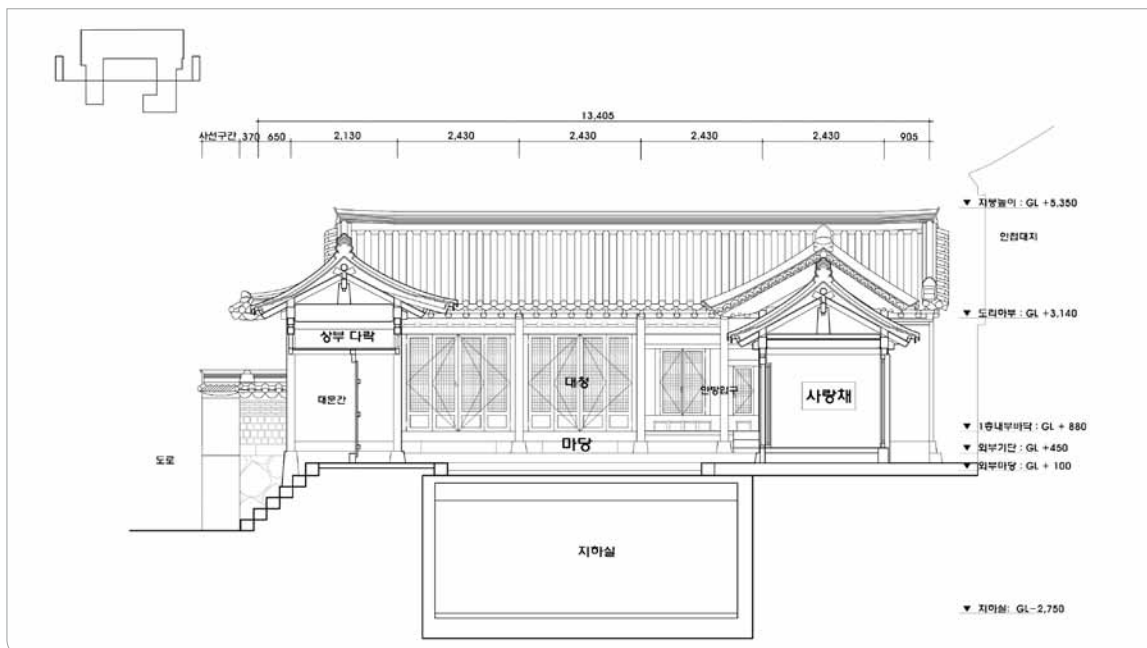 13,405
사선구간 370 650 2,130 2,430 2,430 2,430 2,430 905
▼ 지붕높이 : GL +5,350
인접대지
▼ 도리하부 : GL +3,140
상부 다락
대청
안방입구
대문간
사랑채
▼ 1층내부바닥 : GL + 880
마당
▼ 외부기단 : GL +450
도로
▼ 외부마당 : GL + 100
지하실
▼ 지하실: GL-2,750